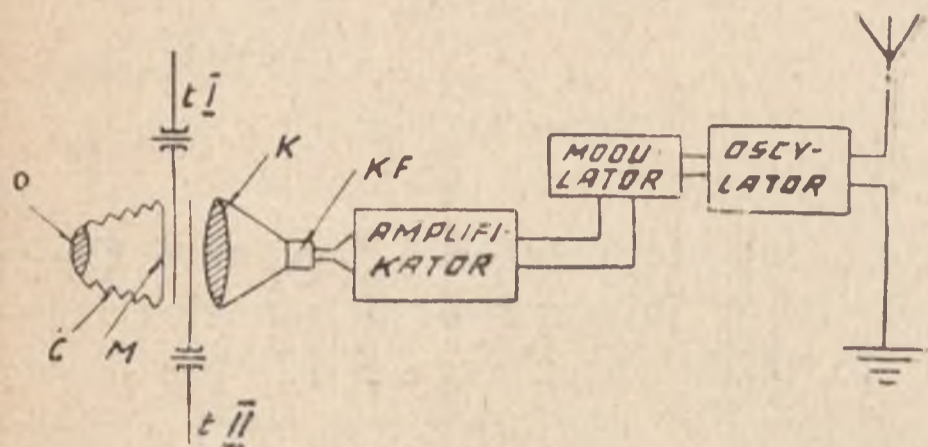 t I
K
KF
O
MODU-
LATOR
OSCY-
LATOR
AMPLIFI-
KATOR
Ċ
M
t II